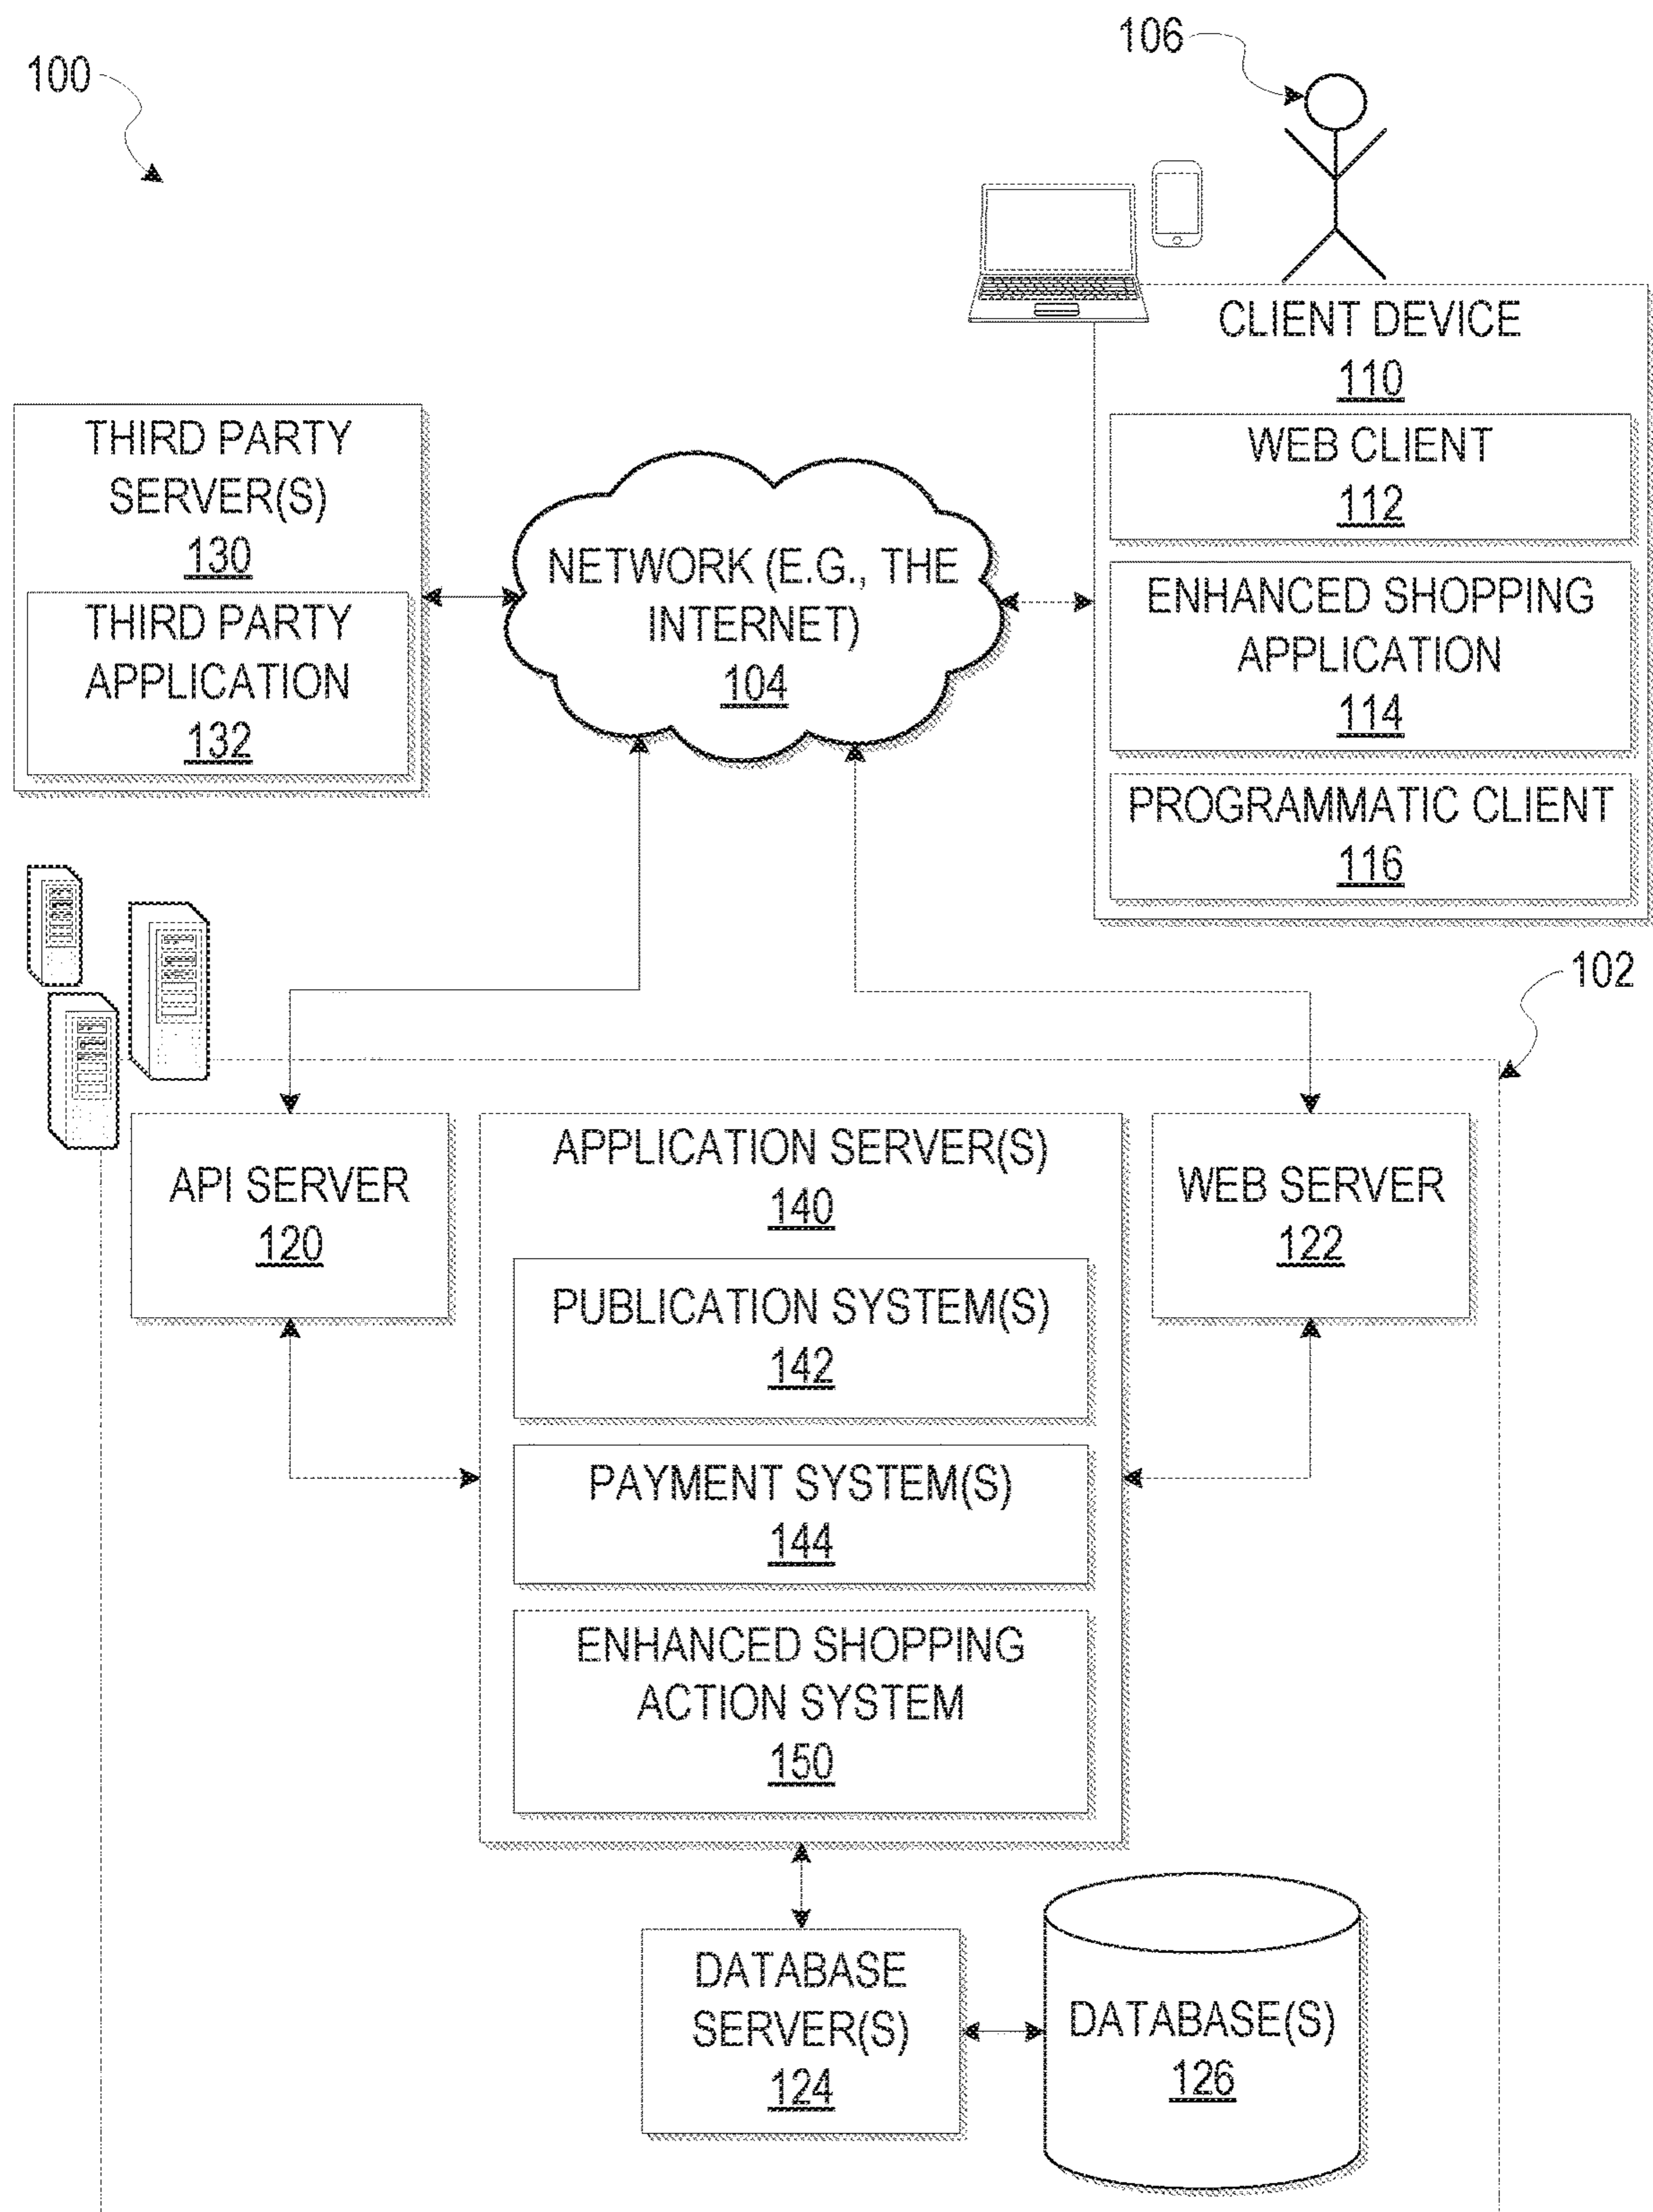 106
100
CLIENT DEVICE
110
WEB CLIENT
112
ENHANCED SHOPPING
APPLICATION
114
PROGRAMMATIC CLIENT
116
THIRD PARTY
SERVER(S)
130
THIRD PARTY
APPLICATION
132
NETWORK (E.G., THE
INTERNET)
104
102
API SERVER
120
APPLICATION SERVER(S)
140
PUBLICATION SYSTEM(S)
142
PAYMENT SYSTEM(S)
144
ENHANCED SHOPPING
ACTION SYSTEM
150
WEB SERVER
122
DATABASE
SERVER(S)
124
DATABASE(S)
126